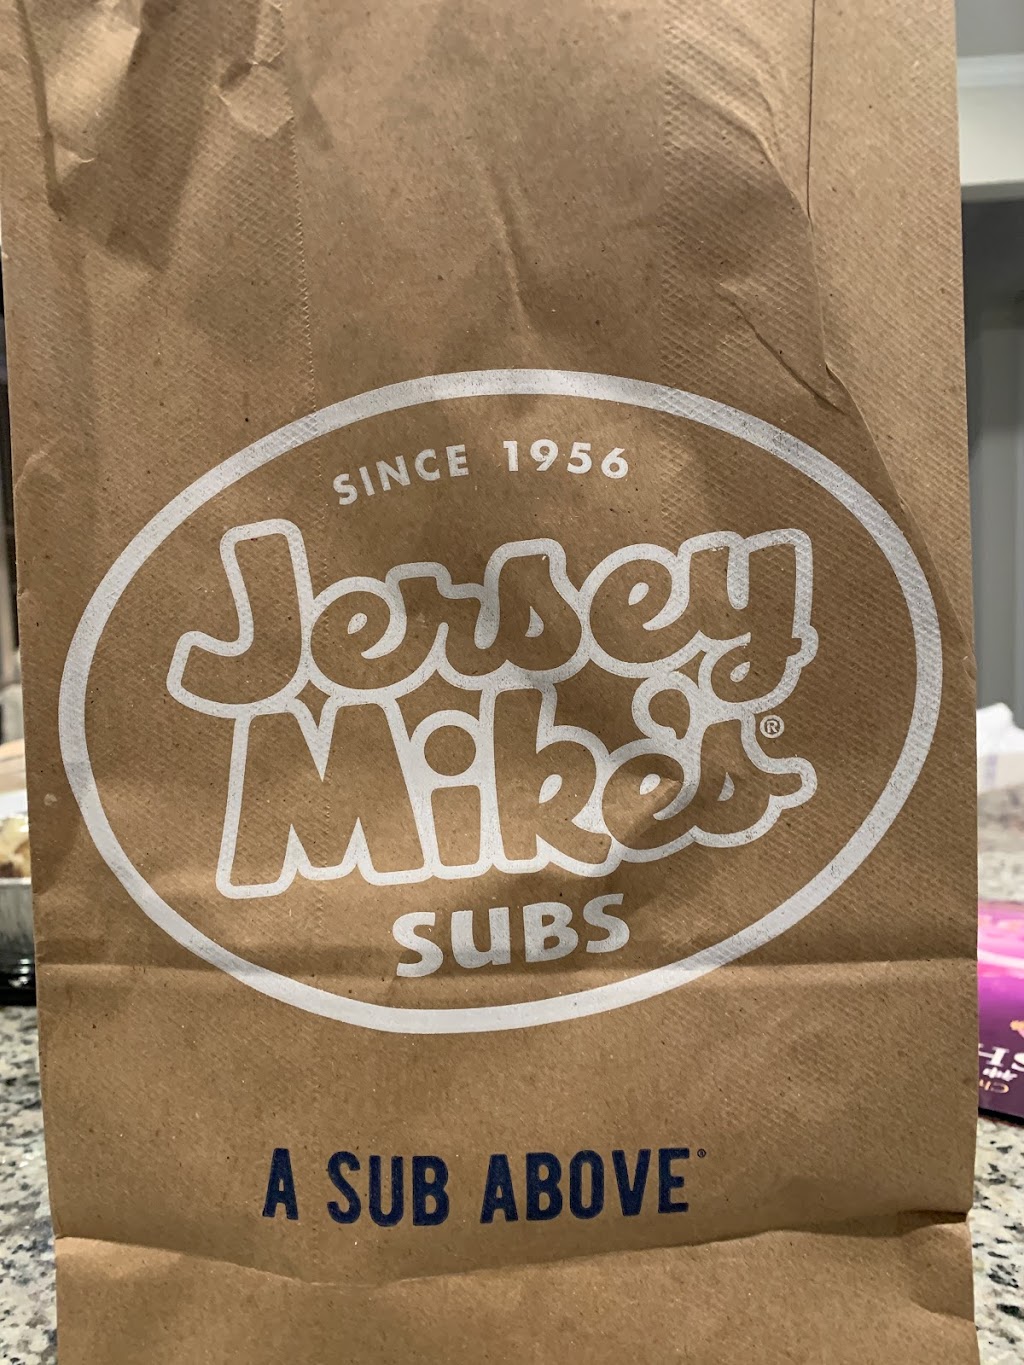 SINCE 1956
Jersey
Mike's®
SUBS
A SUB ABOVE®